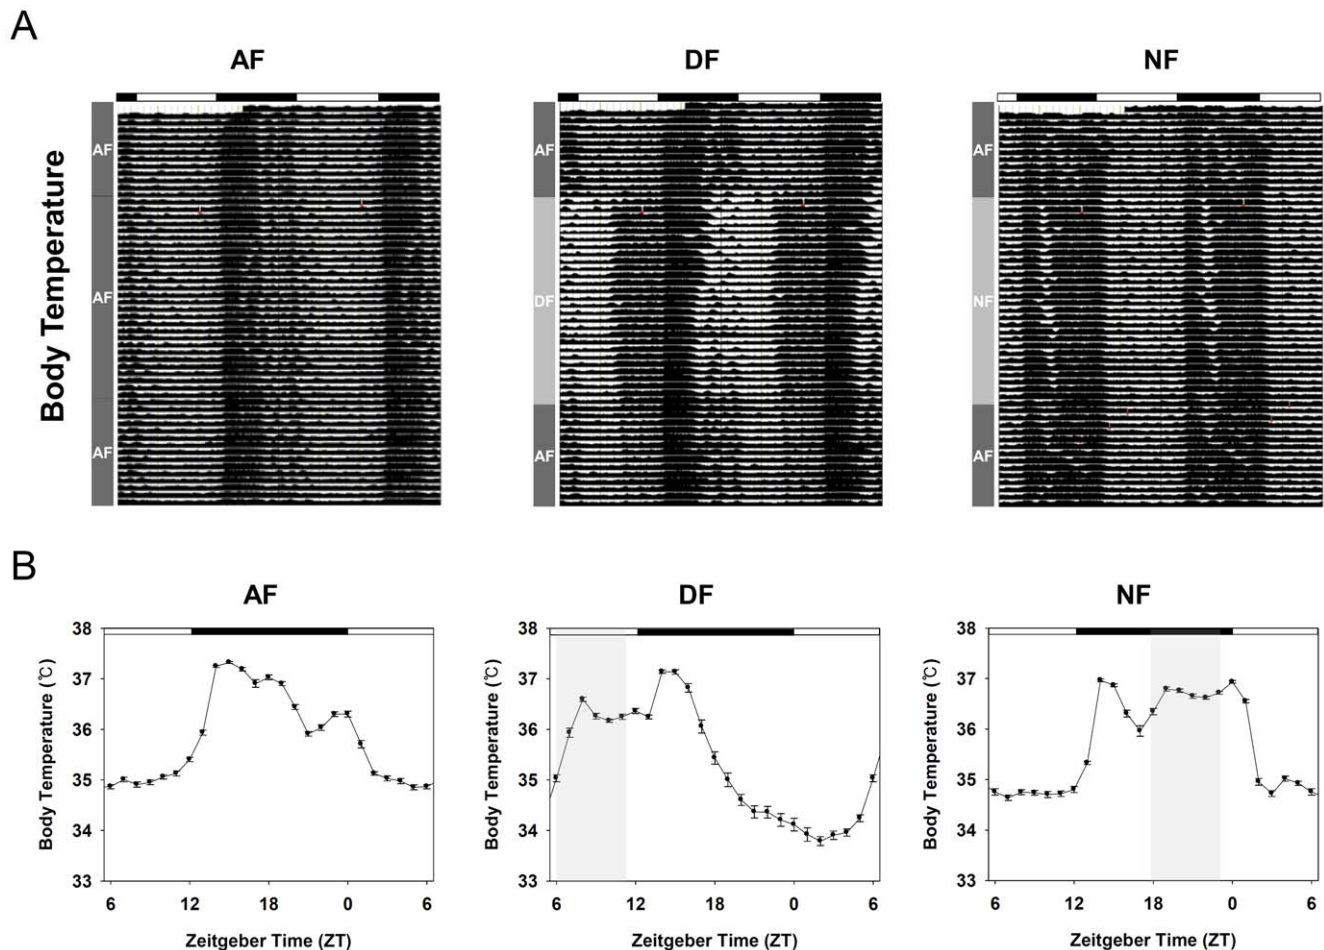 A
AF
DF
NF
Body Temperature
AF
AF
AF
AF
DF
AF
AF
NF
AF
B
AF
DF
NF
Body Temperature (℃)
38
37
36
35
34
33
6
12
18
0
6
Zeitgeber Time (ZT)
Body Temperature (℃)
38
37
36
35
34
33
6
12
18
0
6
Zeitgeber Time (ZT)
Body Temperature (℃)
38
37
36
35
34
33
6
12
18
0
6
Zeitgeber Time (ZT)